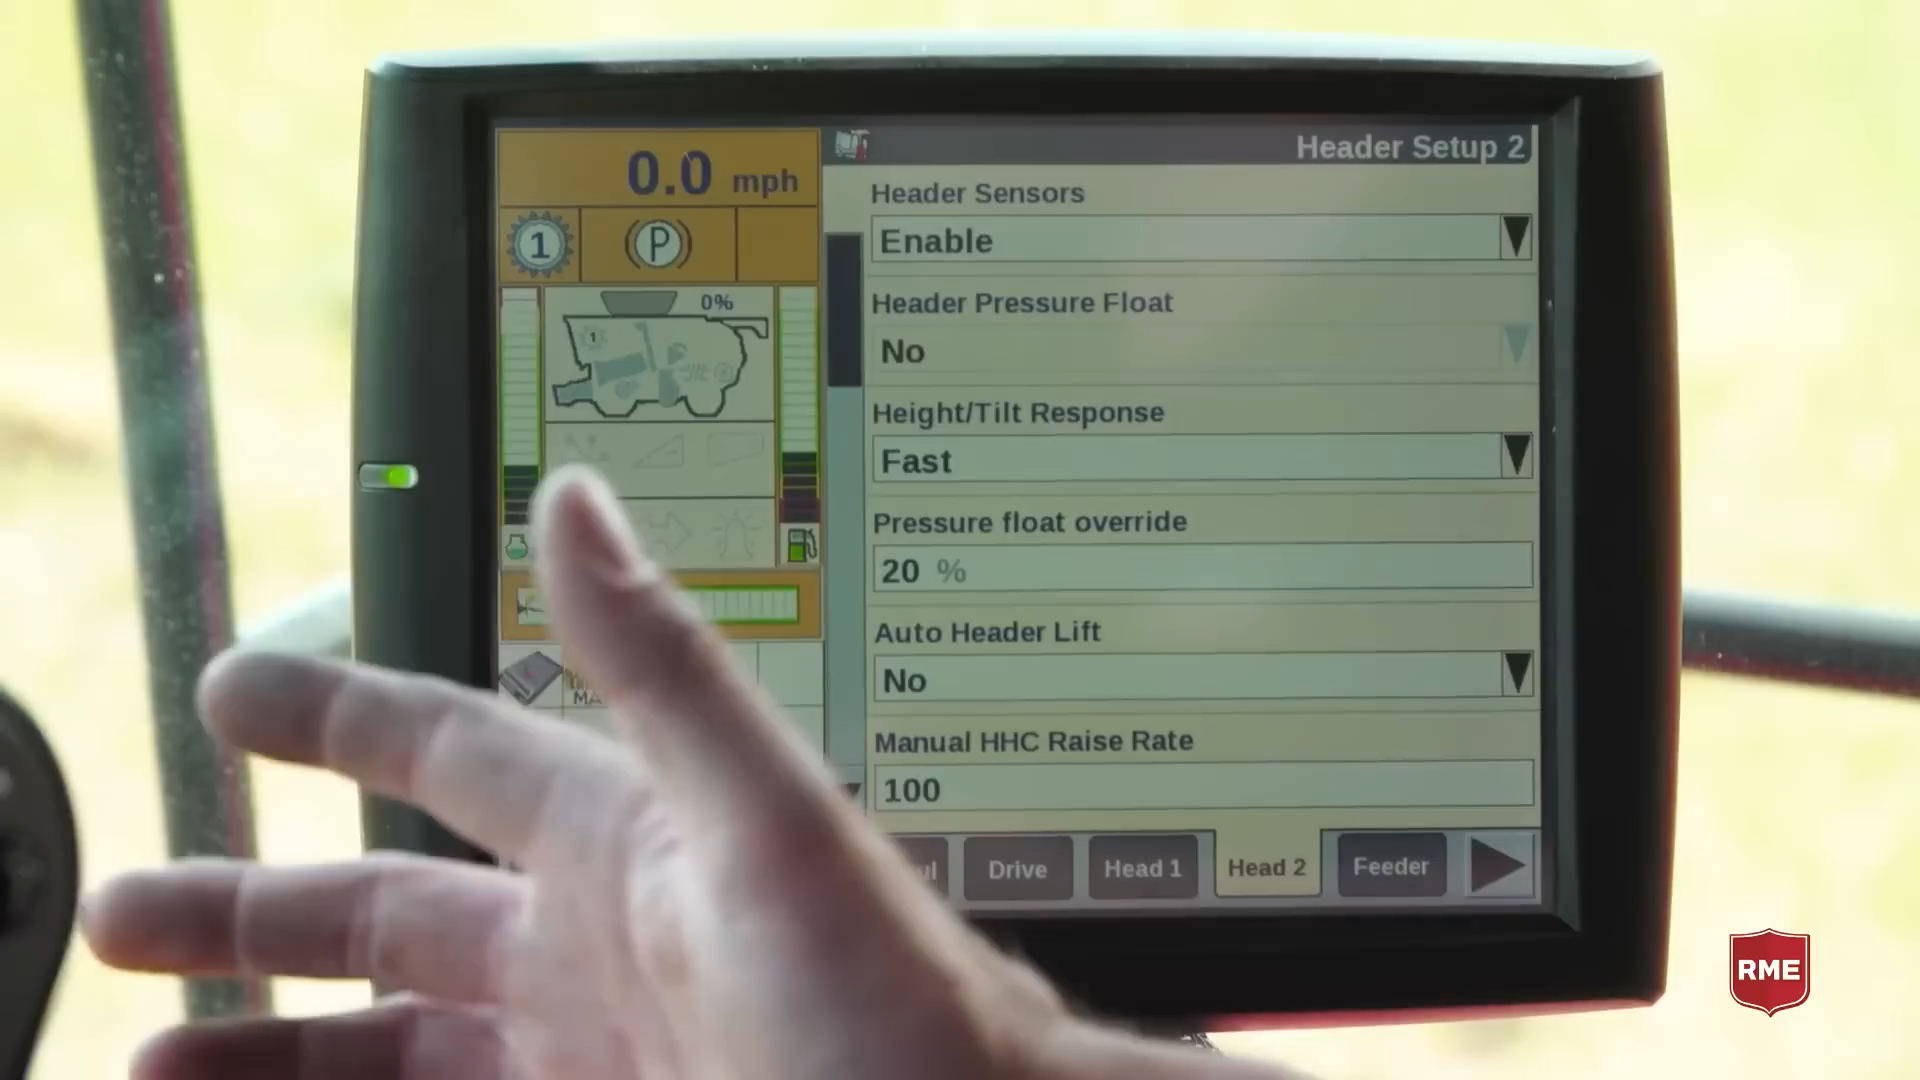 0.0 mph
Header Setup 2
1
P
0%
1
Header Sensors
Enable
Header Pressure Float
No
Height/Tilt Response
Fast
Pressure float override
20 %
Auto Header Lift
No
Manual HHC Raise Rate
100
Drive
Head 1
Head 2
Feeder
RME